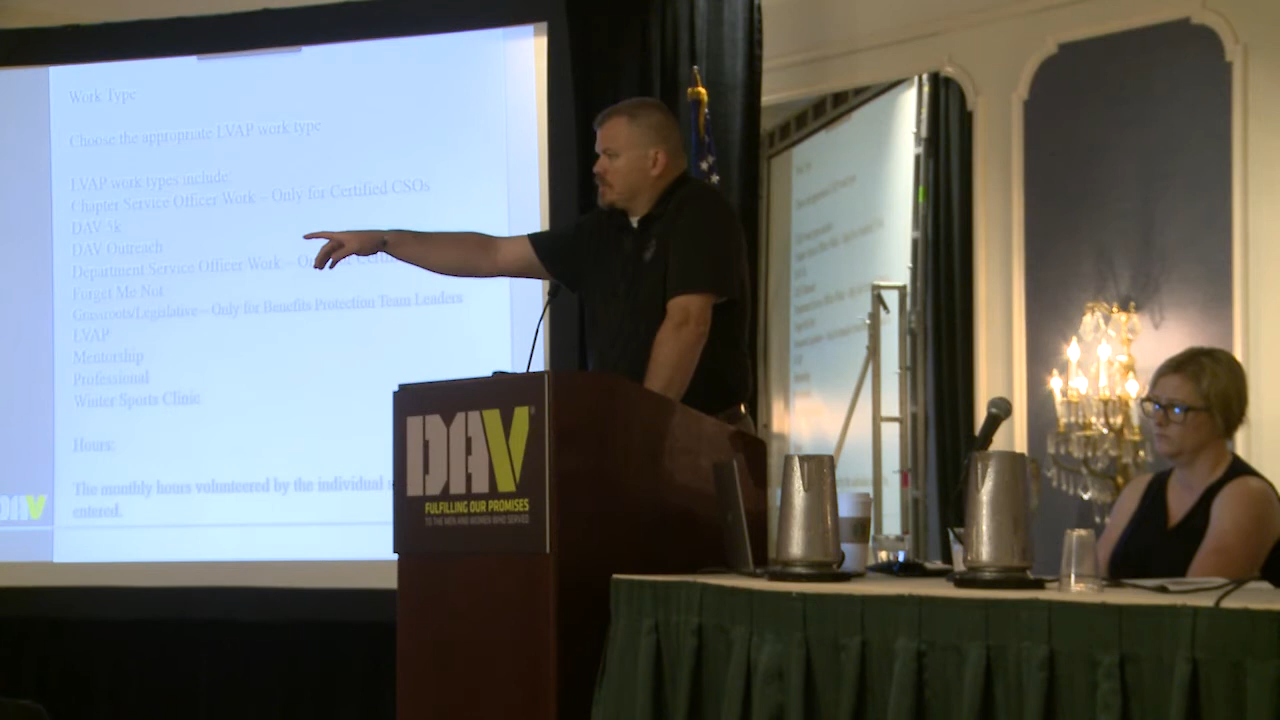 Work Type
Choose the appropriate LVAP work type
LVAP work types include:
Chapter Service Officer Work – Only for Certified CSOs
DAV 5k
DAV Outreach
Department Service Officer Work – On
Forget Me Not
Grassroots/Legislative – Only for Benefits Protection Team Leaders
LVAP
Mentorship
Professional
Winter Sports Clinic
Hours:
The monthly hours volunteered by the individual
entered.
DAV
DAV
FULFILLING OUR PROMISES
TO THE MEN AND WOMEN WHO SERVED